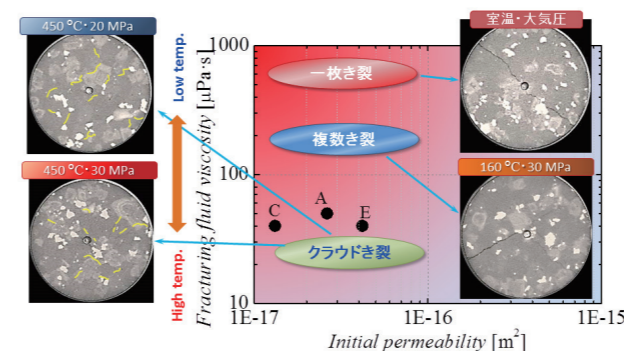 450 ℃・20 MPa
450 ℃・30 MPa
Low temp.
High temp.
Fracturing fluid viscosity [μPa·s]
1000
100
10
一枚き裂
複数き裂
C
A
E
クラウドき裂
1E-17
1E-16
1E-15
Initial permeability [m²]
室温・大気圧
160 ℃・30 MPa